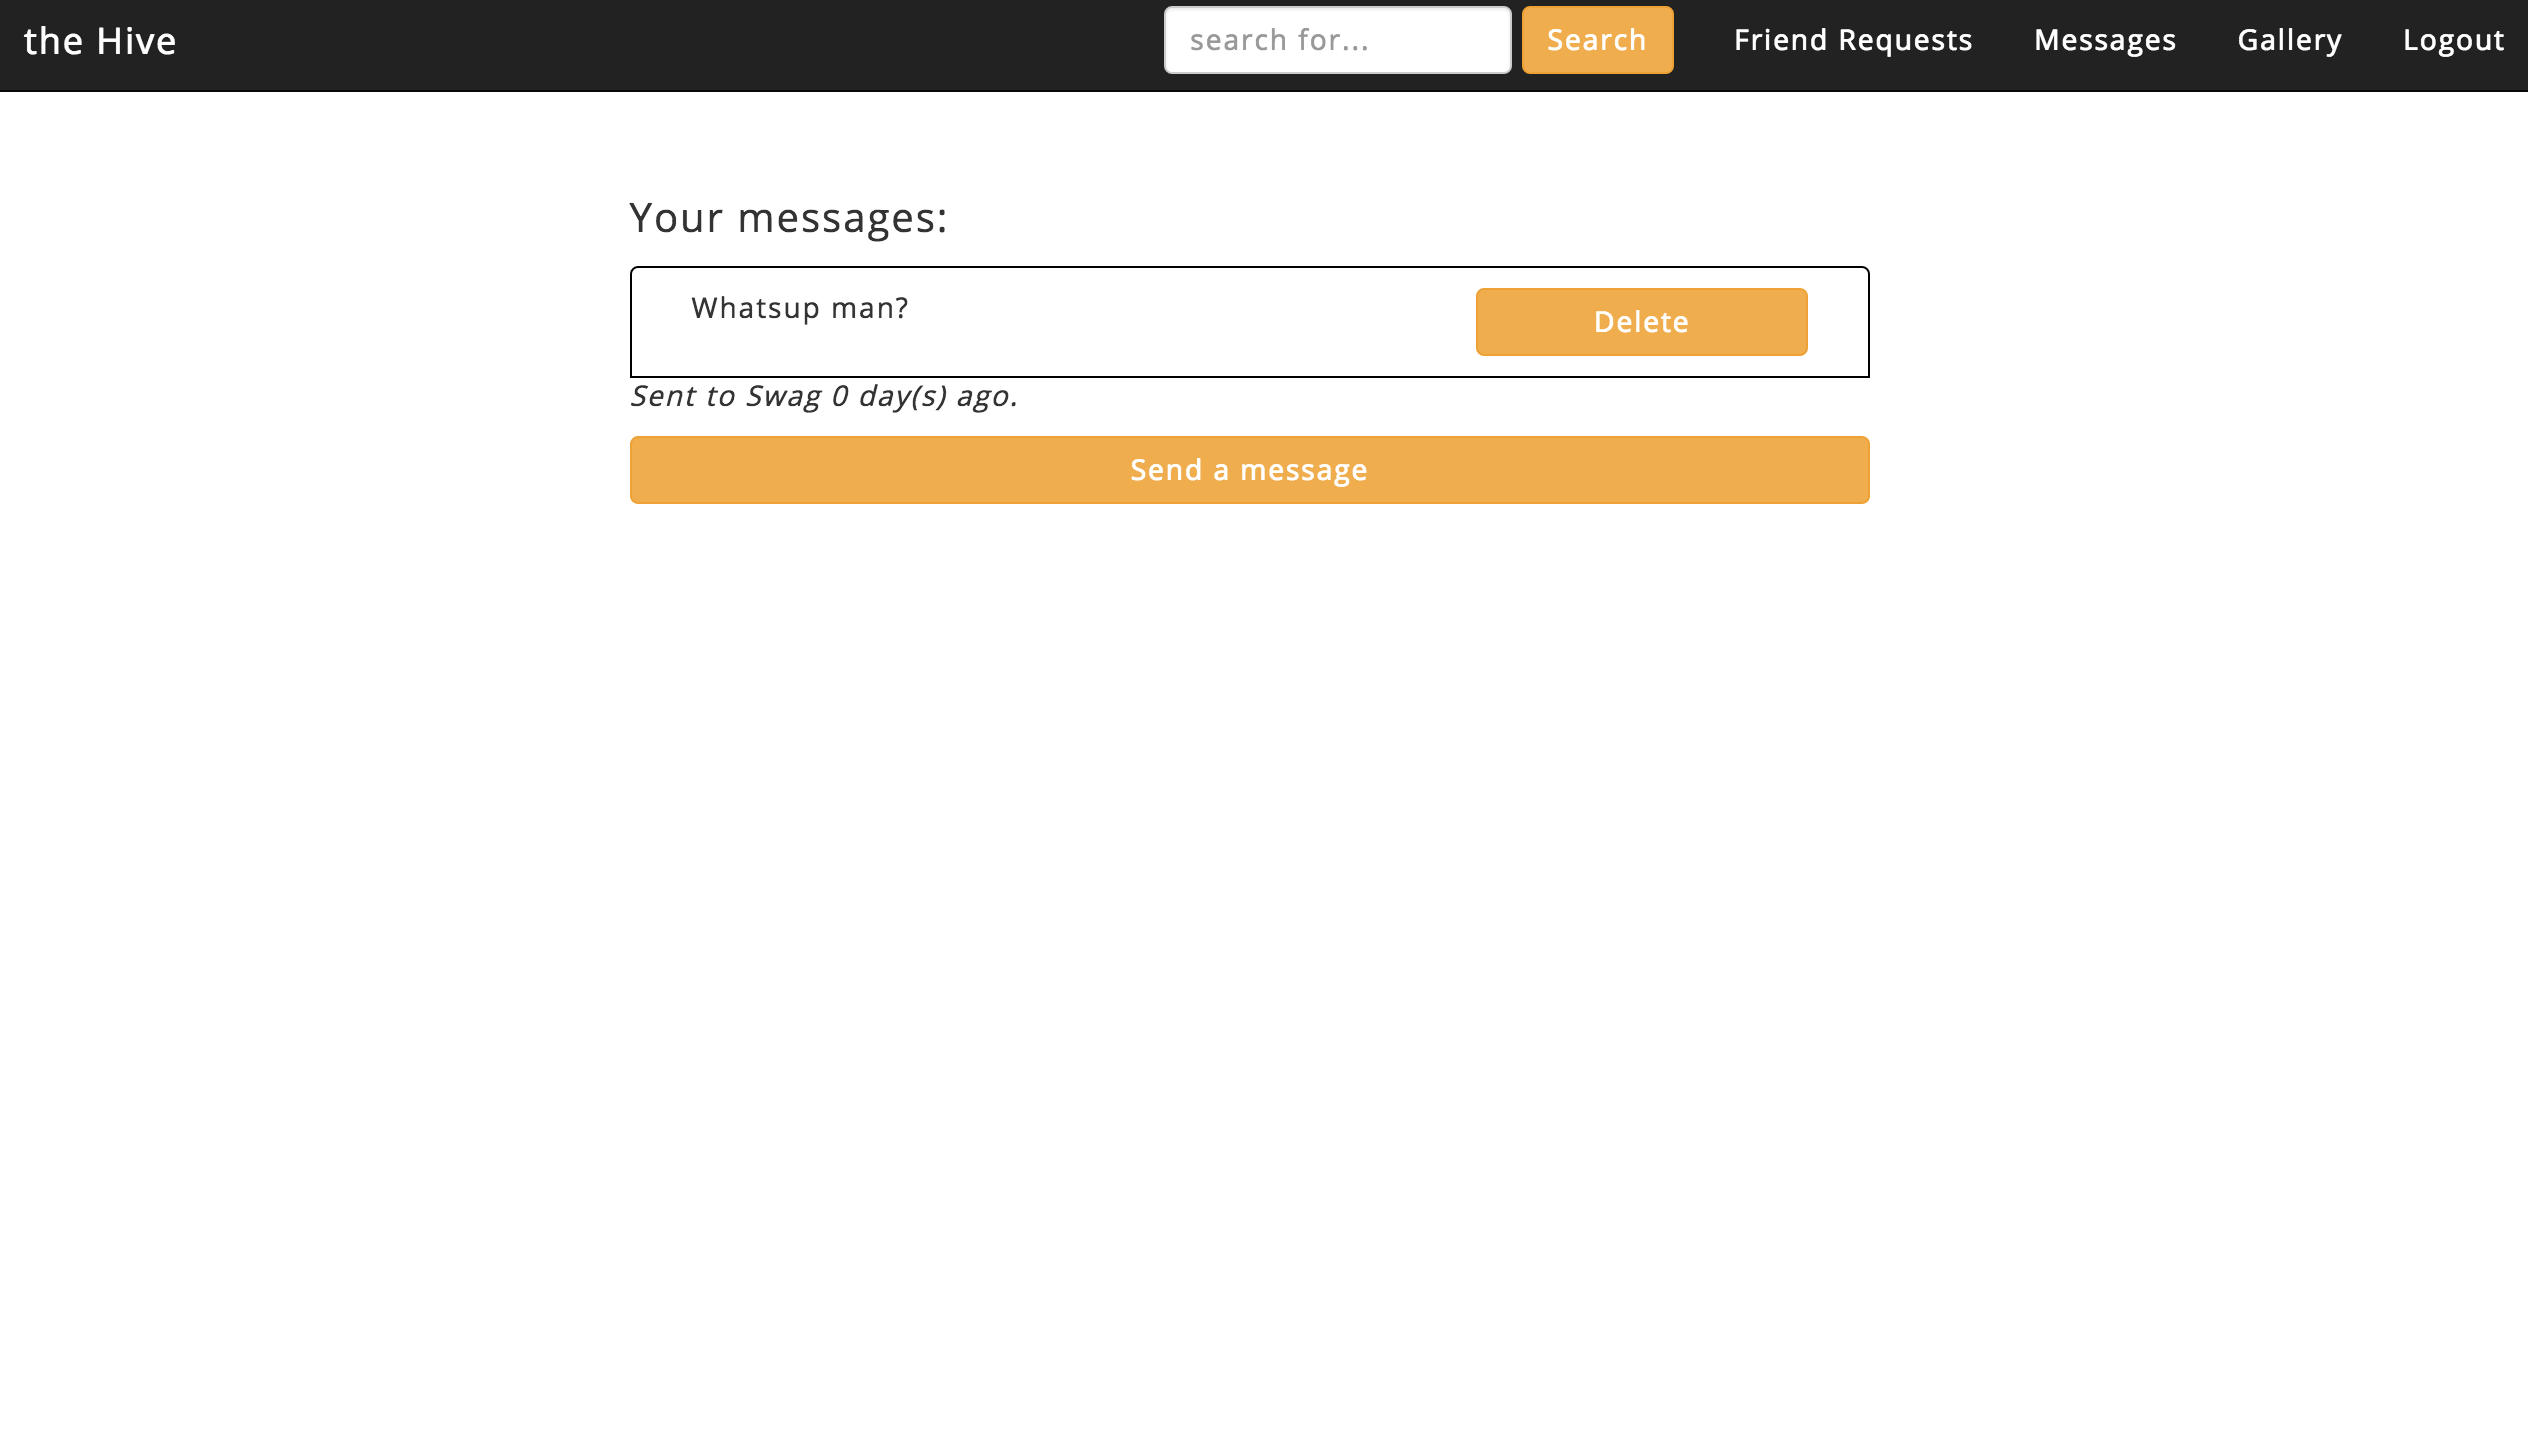 the Hive
search for...
Search
Friend Requests
Messages
Gallery
Logout
Your messages:
Whatsup man?
Delete
Sent to Swag 0 day(s) ago.
Send a message